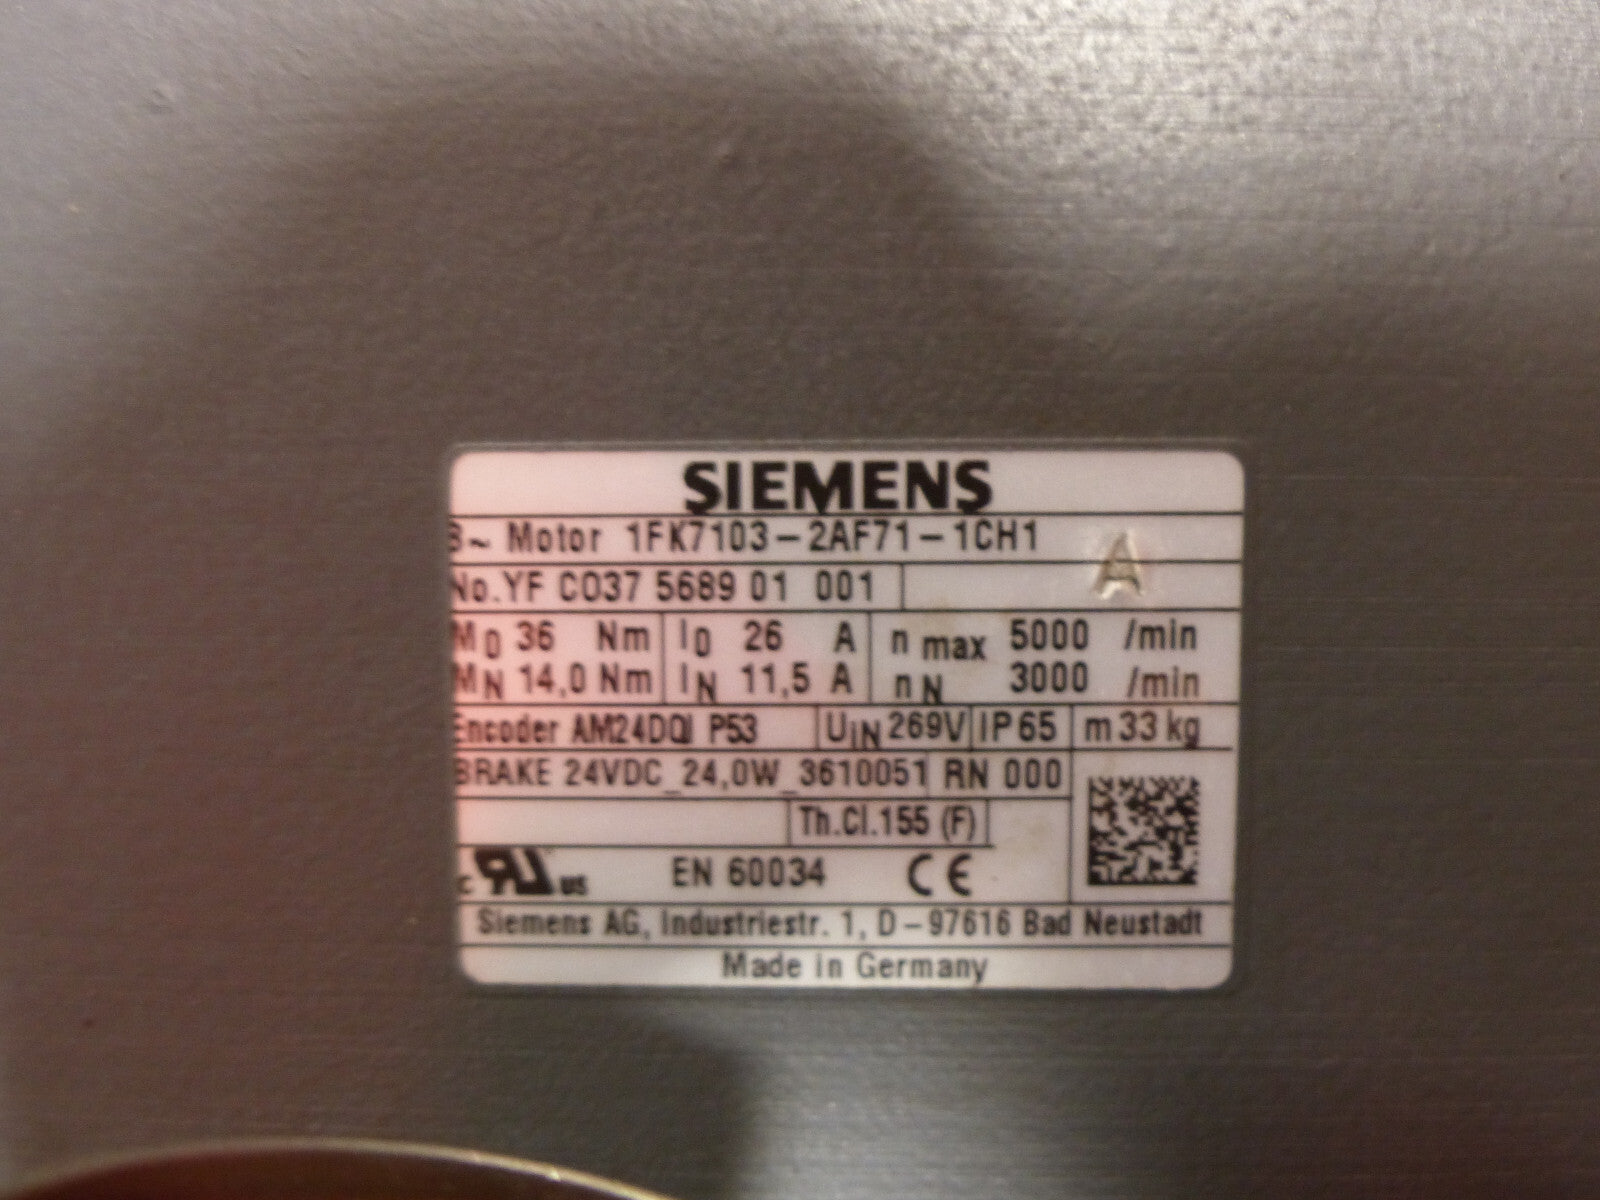 SIEMENS
3~ Motor 1FK7103-2AF71-1CH1
A
No.YF C037 5689 01 001
M0 36 Nm I0 26 A n max 5000 /min
MN 14,0 Nm IN 11,5 A nN 3000 /min
Encoder AM24DQI P53 UIN 269V IP65 m 33 kg
BRAKE 24VDC_24,0W_3610051 RN 000
Th.Cl.155 (F)
c RU us EN 60034 CE
Siemens AG, Industriestr. 1, D-97616 Bad Neustadt
Made in Germany